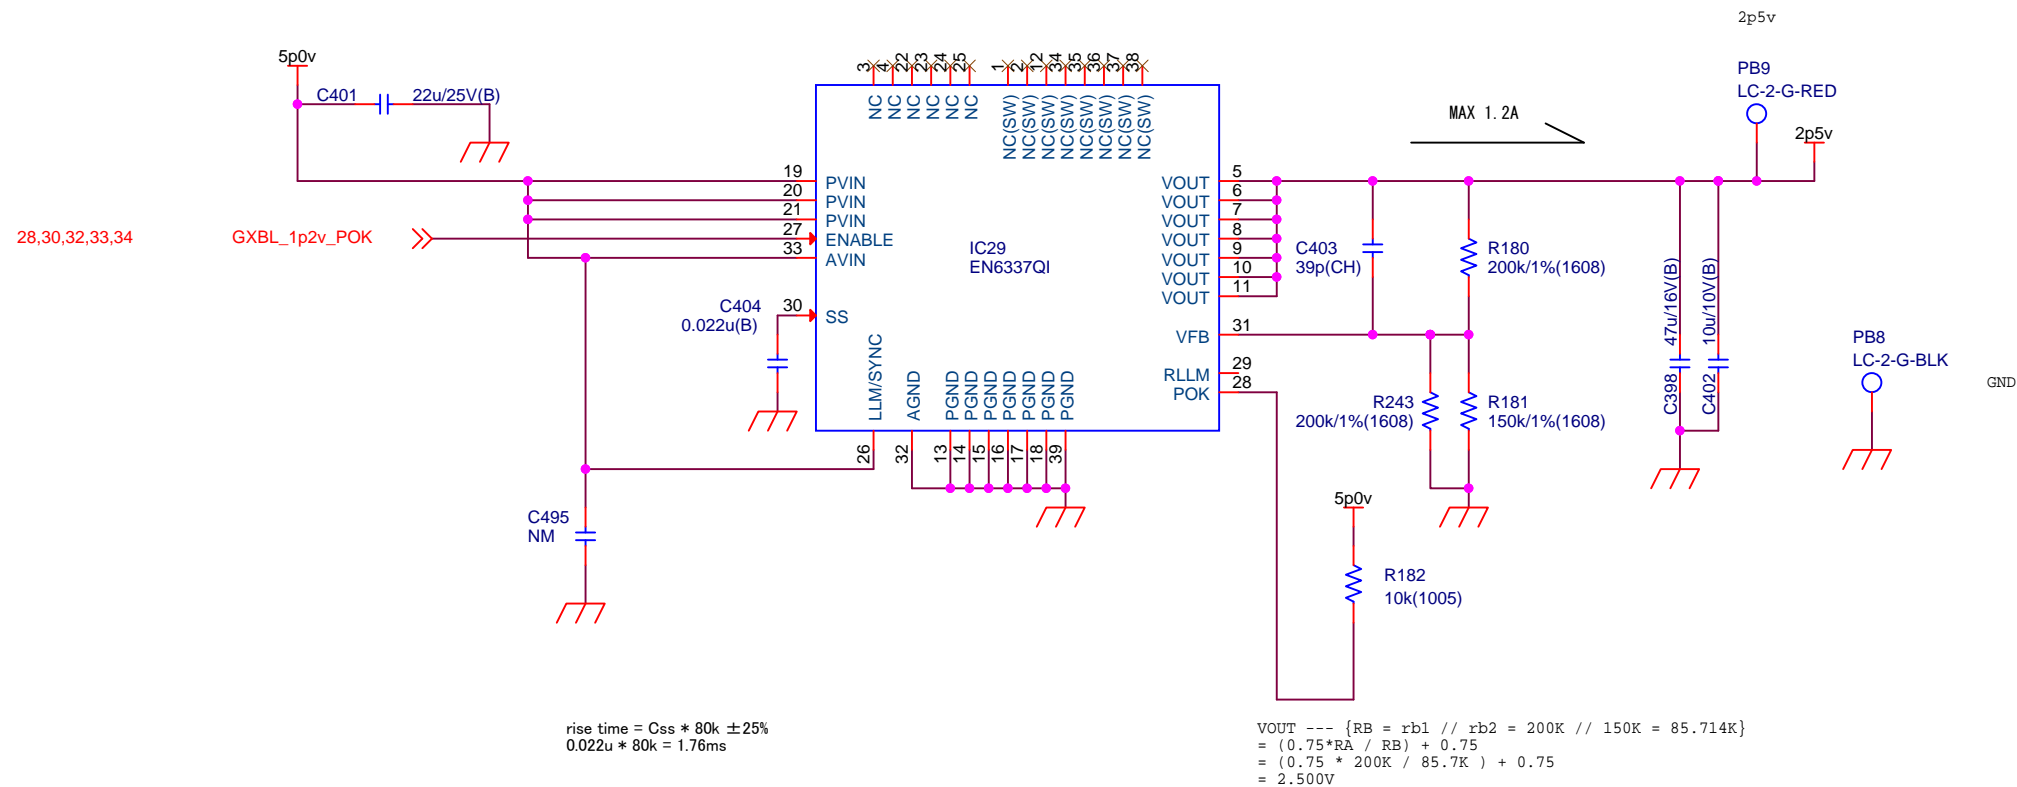 2p5v
5p0v
C401
22u/25V(B)
3
4
22
23
24
25
1
2
12
34
35
36
37
38
NC
NC
NC
NC
NC
NC
NC(SW)
NC(SW)
NC(SW)
NC(SW)
NC(SW)
NC(SW)
NC(SW)
NC(SW)
MAX 1.2A
PB9
LC-2-G-RED
2p5v
19
PVIN
20
PVIN
21
PVIN
28,30,32,33,34
GXBL_1p2v_POK
27
ENABLE
33
AVIN
IC29
EN6337QI
C404
0.022u(B)
30
SS
LLM/SYNC
AGND
PGND
PGND
PGND
PGND
PGND
PGND
PGND
26
32
13
14
15
16
17
18
39
VOUT
5
VOUT
6
VOUT
7
VOUT
8
VOUT
9
VOUT
10
VOUT
11
VFB
31
RLLM
29
POK
28
C403
39p(CH)
R180
200k/1%(1608)
R243
200k/1%(1608)
R181
150k/1%(1608)
C398
47u/16V(B)
C402
10u/10V(B)
PB8
LC-2-G-BLK
GND
C495
NM
5p0v
R182
10k(1005)
rise time = Css * 80k ±25%
0.022u * 80k = 1.76ms
VOUT --- {RB = rb1 // rb2 = 200K // 150K = 85.714K}
= (0.75*RA / RB) + 0.75
= (0.75 * 200K / 85.7K ) + 0.75
= 2.500V